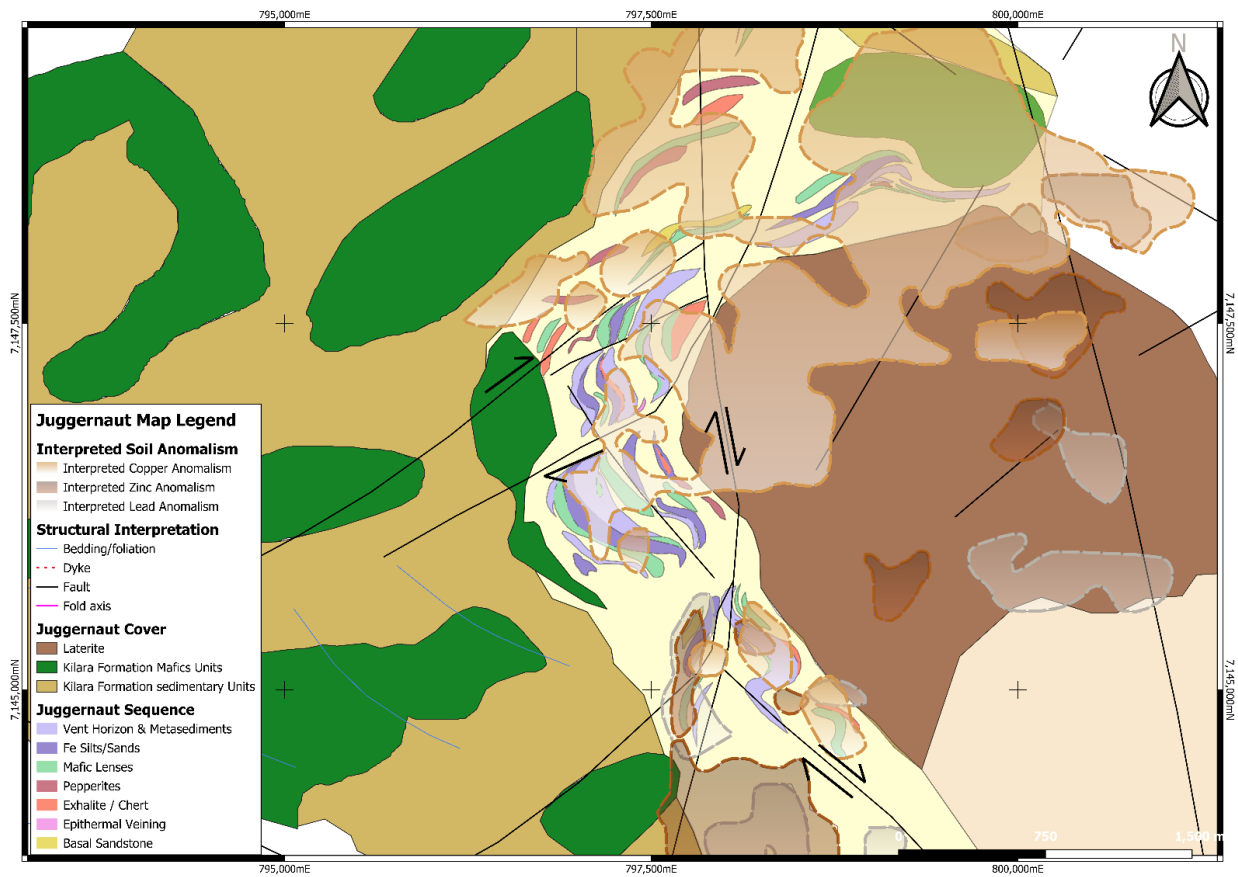 795,000mE 797,500mE 800,000mE
N
7,147,500mN 7,147,500mN
Juggernaut Map Legend
Interpreted Soil Anomalism
Interpreted Copper Anomalism
Interpreted Zinc Anomalism
Interpreted Lead Anomalism
Structural Interpretation
Bedding/foliation
Dyke
Fault
Fold axis
Juggernaut Cover
Laterite
Kilara Formation Mafics Units
Kilara Formation sedimentary Units
Juggernaut Sequence
Vent Horizon & Metasediments
Fe Silts/Sands
Mafic Lenses
Pepperites
Exhalite / Chert
Epithermal Veining
Basal Sandstone
7,145,000mN 7,145,000mN
0 750 1,500 m
795,000mE 797,500mE 800,000mE